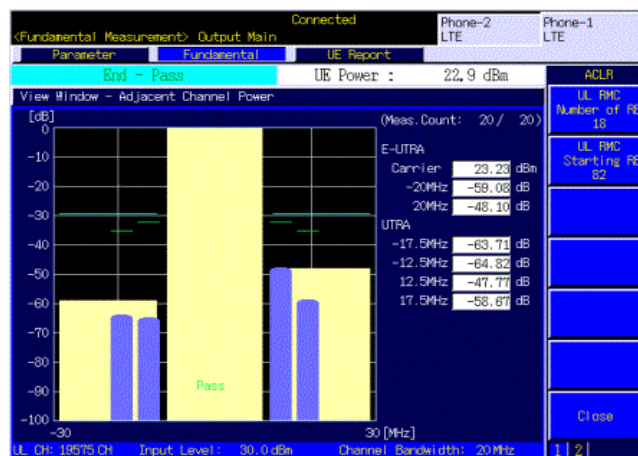 Connected
Phone-2
LTE
Phone-1
LTE
<Fundamental Measurement> Output Main
Parameter
Fundamental
UE Report
End - Pass
UE Power : 22.9 dBm
ACLR
View Window - Adjacent Channel Power
UL RMC
Number of RB
18
UL RMC
Starting RB
82
[dB]
(Meas.Count: 20/ 20)
0
-10
-20
-30
-40
-50
-60
-70
-80
-90
-100
E-UTRA
Carrier 23.23 dBm
-20MHz -59.08 dB
20MHz -48.10 dB
UTRA
-17.5MHz -63.71 dB
-12.5MHz -64.82 dB
12.5MHz -47.77 dB
17.5MHz -58.67 dB
Pass
-30
30 [MHz]
Close
UL CH: 19575 CH Input Level: 30.0 dBm Channel Bandwidth: 20 MHz
1 2